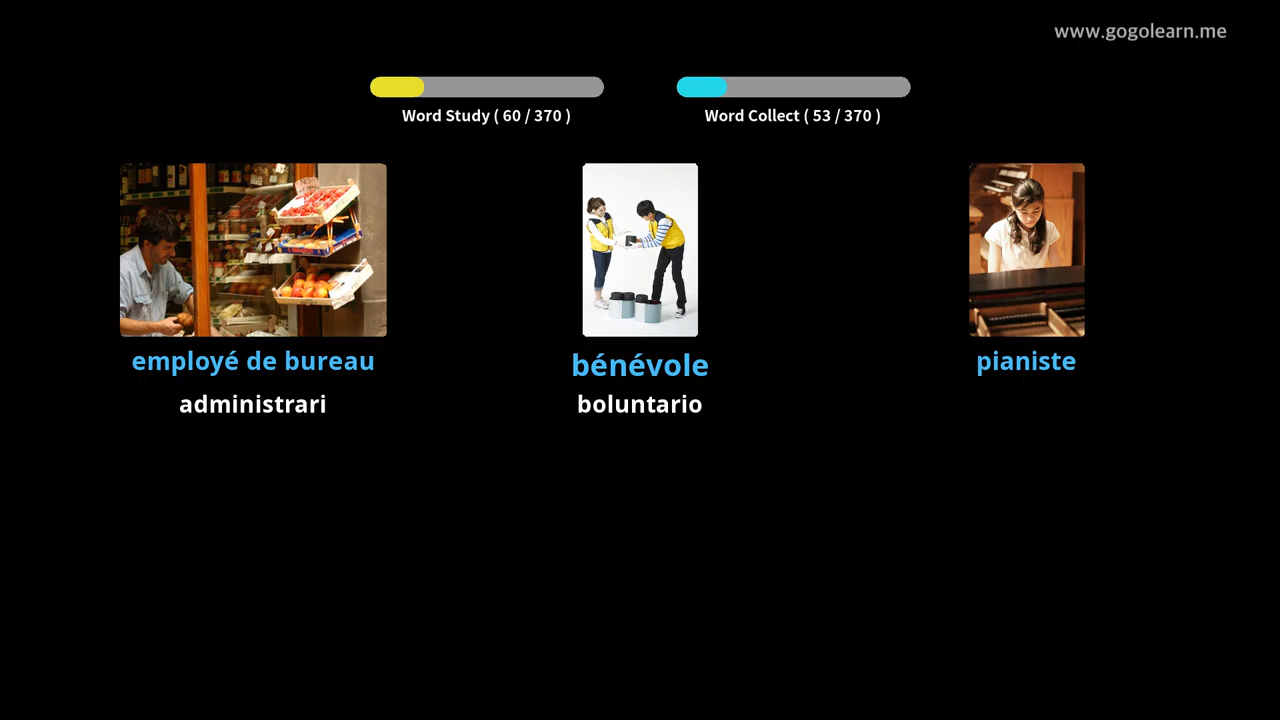 www.gogolearn.me
Word Study ( 60 / 370 )
Word Collect ( 53 / 370 )
employé de bureau
bénévole
pianiste
administrari
boluntario